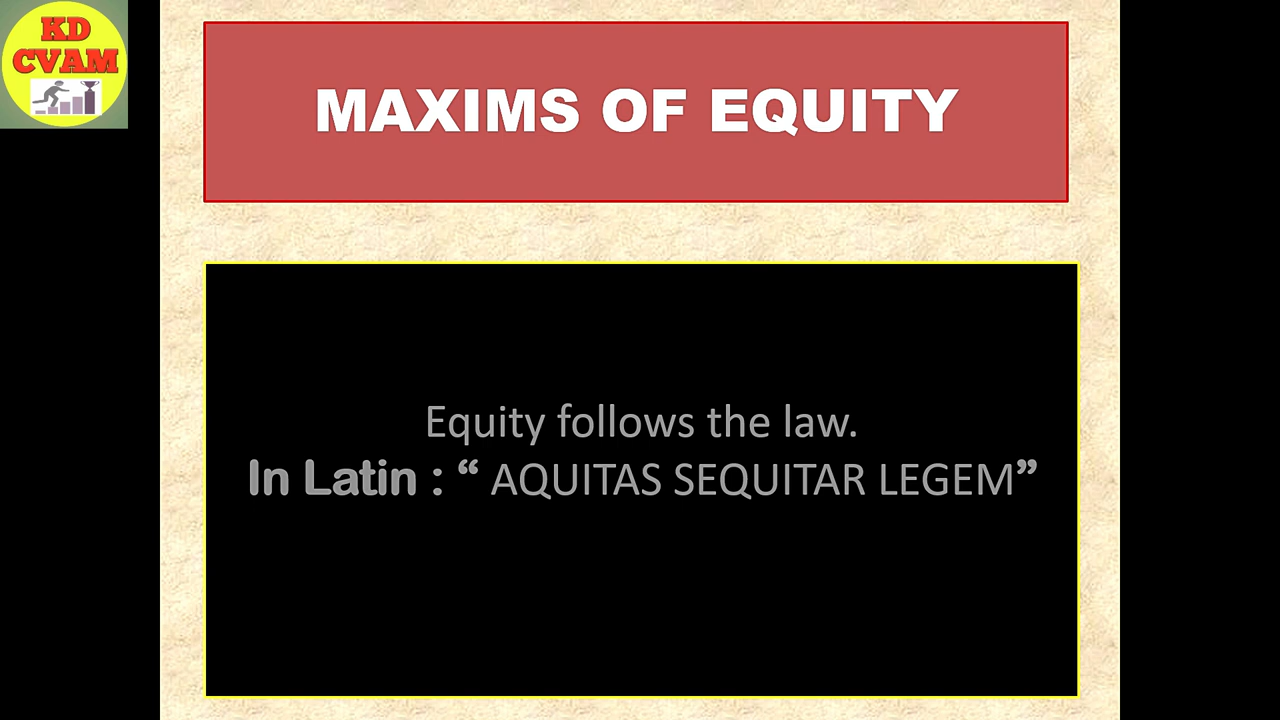 KD
CVAM
MAXIMS OF EQUITY
Equity follows the law.
In Latin : “ AQUITAS SEQUITAR LEGEM”